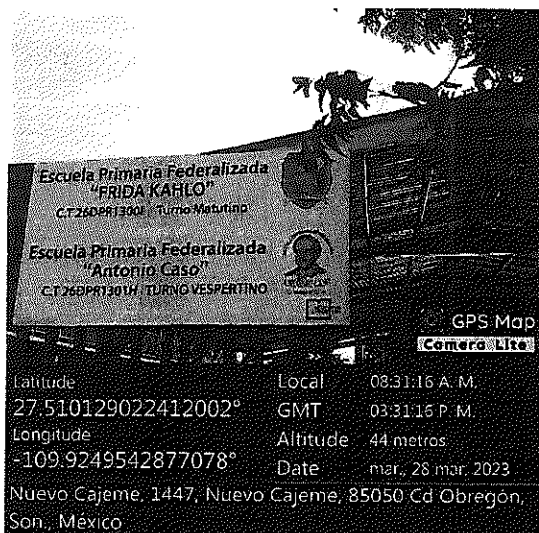 Escuela Primaria Federalizada
"FRIDA KAHLO"
Turno Matutino
Escuela Primaria Federalizada
"Antonio Caso"
C.T 26DPR1301H / TURNO VESPERTINO
GPS Map
Camera Lite
Latitude
27.510129022412002°
Longitude
-109.9249542877078°
Local 08:31:16 A. M.
GMT 03:31:16 P. M.
Altitude 44 metros
Date mar., 28 mar. 2023
Nuevo Cajeme, 1447, Nuevo Cajeme, 85050 Cd Obregón,
Son., México